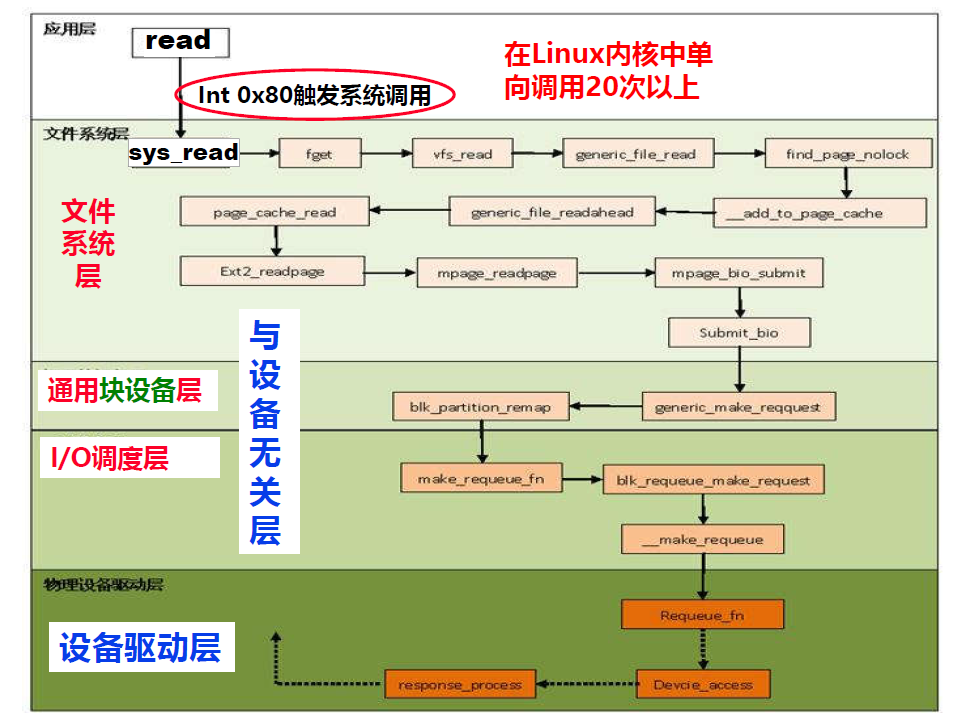 应用层
read
在Linux内核中单
向调用20次以上
Int 0x80触发系统调用
文件系统层
sys_read
fget
vfs_read
generic_file_read
find_page_nolock
文件
系统
层
page_cache_read
generic_file_readahead
__add_to_page_cache
Ext2_readpage
mpage_readpage
mpage_bio_submit
Submit_bio
与
设
备
无
关
层
通用块设备层
blk_partition_remap
generic_make_reqquest
I/O调度层
make_requeue_fn
blk_requeue_make_request
__make_requeue
物理设备驱动层
Requeue_fn
设备驱动层
response_process
Devcie_access